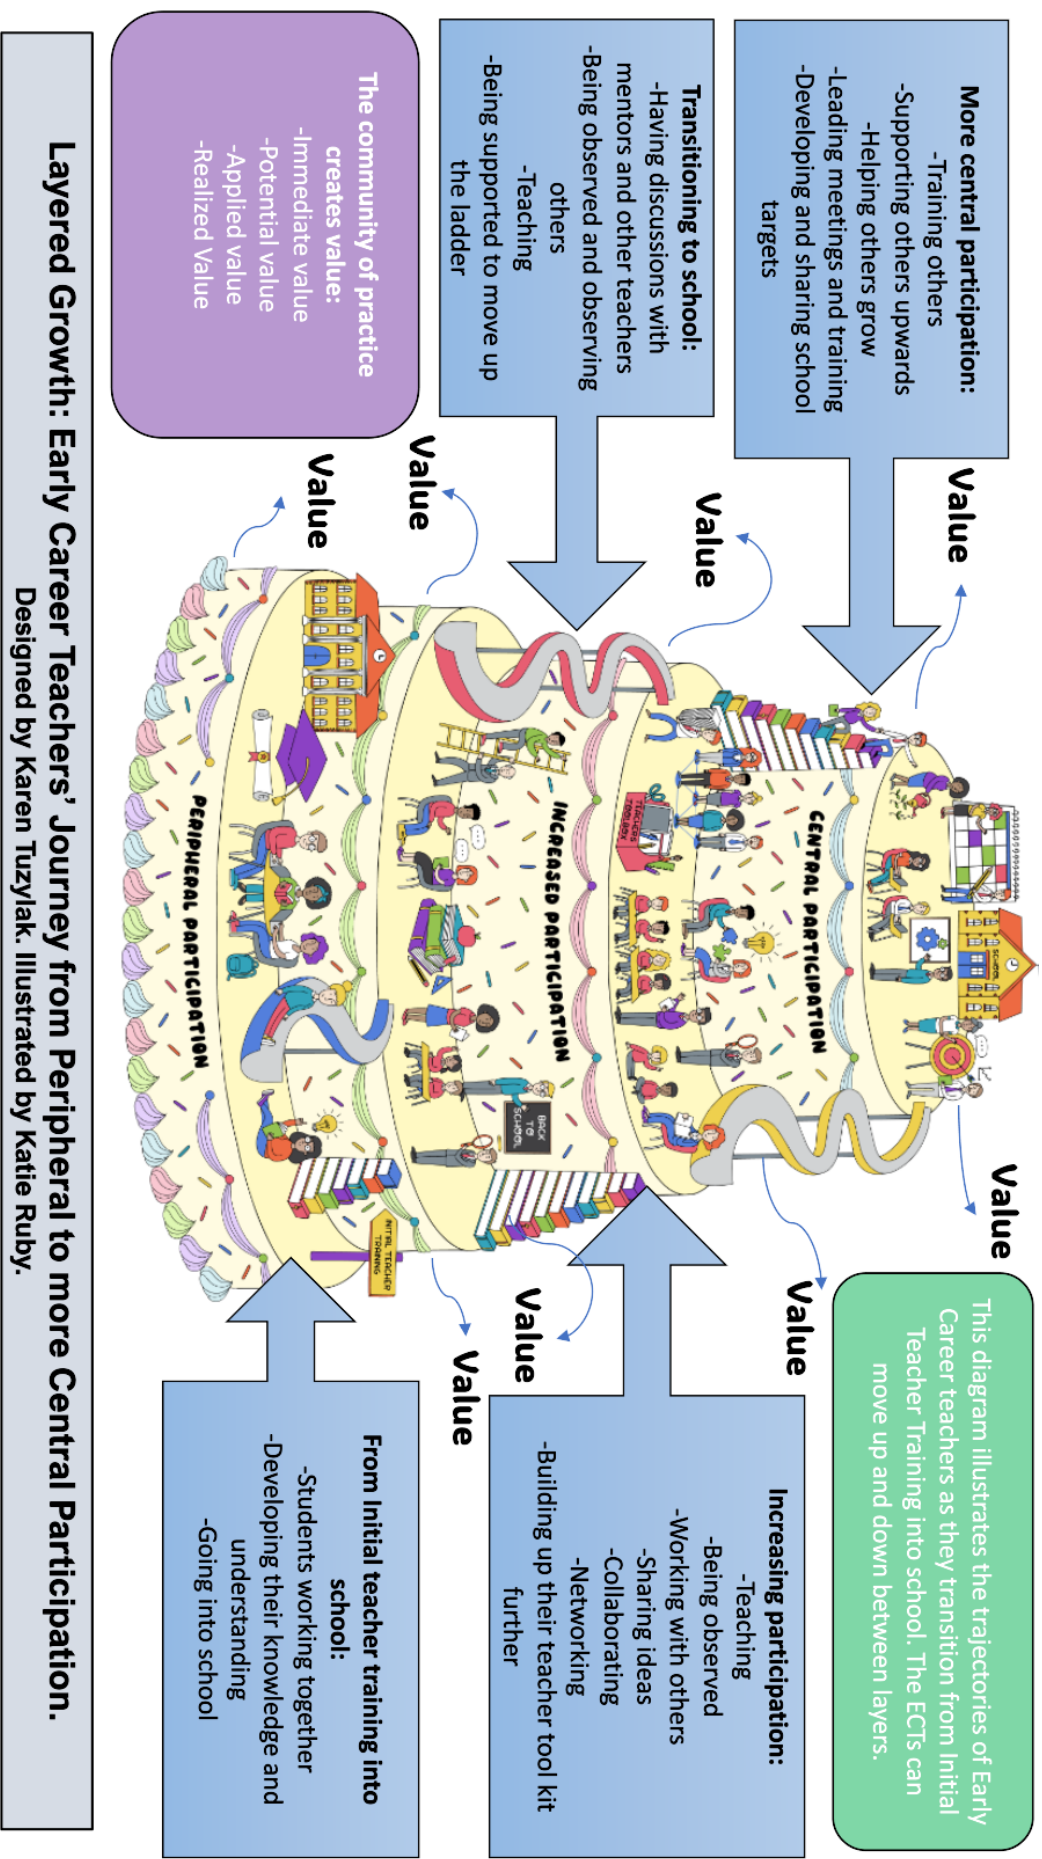 More central participation:
-Training others
-Supporting others upwards
-Helping others grow
-Leading meetings and training
-Developing and sharing school
targets
This diagram illustrates the trajectories of Early
Career teachers as they transition from Initial
Teacher Training into school. The ECTs can
move up and down between layers.
Value
Value
SCHOOL
CENTRAL PARTICIPATION
Transitioning to school:
-Having discussions with
mentors and other teachers
-Being observed and observing
others
-Teaching
-Being supported to move up
the ladder
Value
Value
TEACHERS
TOOLBOX
INCREASED PARTICIPATION
BACK
TO
SCHOOL
Increasing participation:
-Teaching
-Being observed
-Working with others
-Sharing ideas
-Collaborating
-Networking
-Building up their teacher tool kit
further
Value
Value
The community of practice
creates value:
-Immediate value
-Potential value
-Applied value
-Realized Value
Value
Value
INITIAL TEACHER
TRAINING
PERIPHERAL PARTICIPATION
From Initial teacher training into
school:
-Students working together
-Developing their knowledge and
understanding
-Going into school
Layered Growth: Early Career Teachers’ Journey from Peripheral to more Central Participation.
Designed by Karen Tuzylak. Illustrated by Katie Ruby.